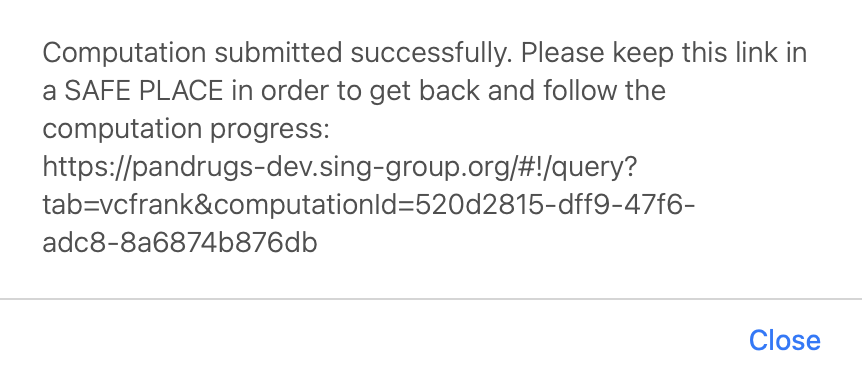 Computation submitted successfully. Please keep this link in
a SAFE PLACE in order to get back and follow the
computation progress:
https://pandrugs-dev.sing-group.org/#!/query?
tab=vcfrank&computationId=520d2815-dff9-47f6-
adc8-8a6874b876db
Close